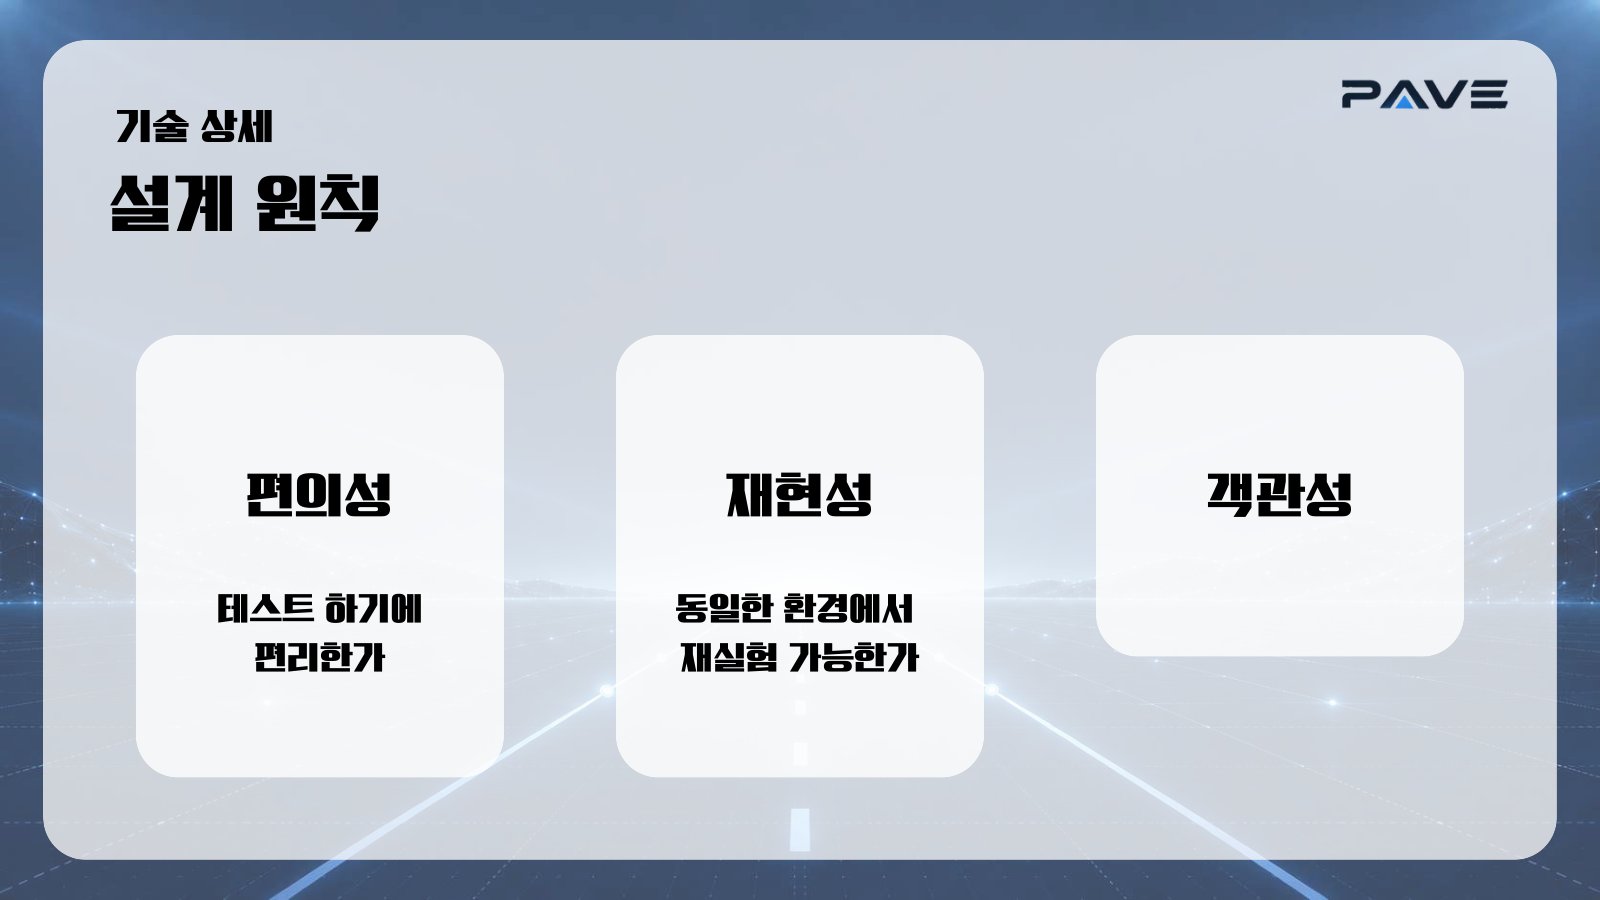 PAVE
기술 상세
설계 원칙
편의성
테스트 하기에
편리한가
재현성
동일한 환경에서
재실험 가능한가
객관성